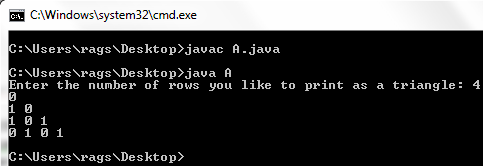 C:\Windows\system32\cmd.exe
C:\Users\rags\Desktop>javac A.java
C:\Users\rags\Desktop>java A
Enter the number of rows you like to print as a triangle: 4
0
1 0
1 0 1
0 1 0 1
C:\Users\rags\Desktop>